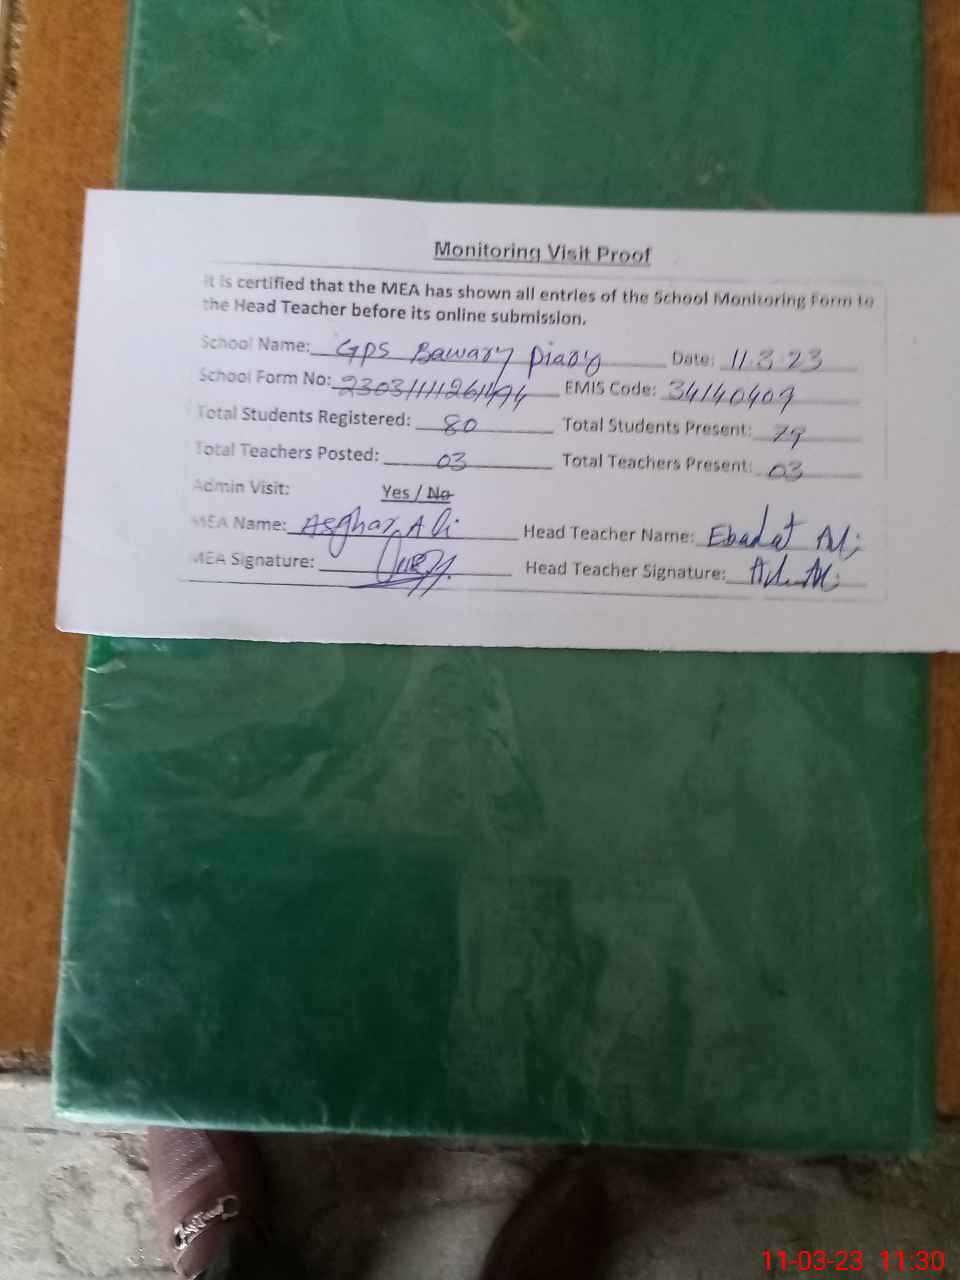 Monitoring Visit Proof
It is certified that the MEA has shown all entries of the School Monitoring Form to
the Head Teacher before its online submission.
School Name: GPS Bawary Date: 11.3.23
School Form No: EMIS Code: 34140409
Total Students Registered: 80 Total Students Present: 79
Total Teachers Posted: 03 Total Teachers Present: 03
Admin Visit: Yes / No
MEA Name: Asghar Ali Head Teacher Name: Ebadat Ali
MEA Signature: Head Teacher Signature:
11-03-23 11:30